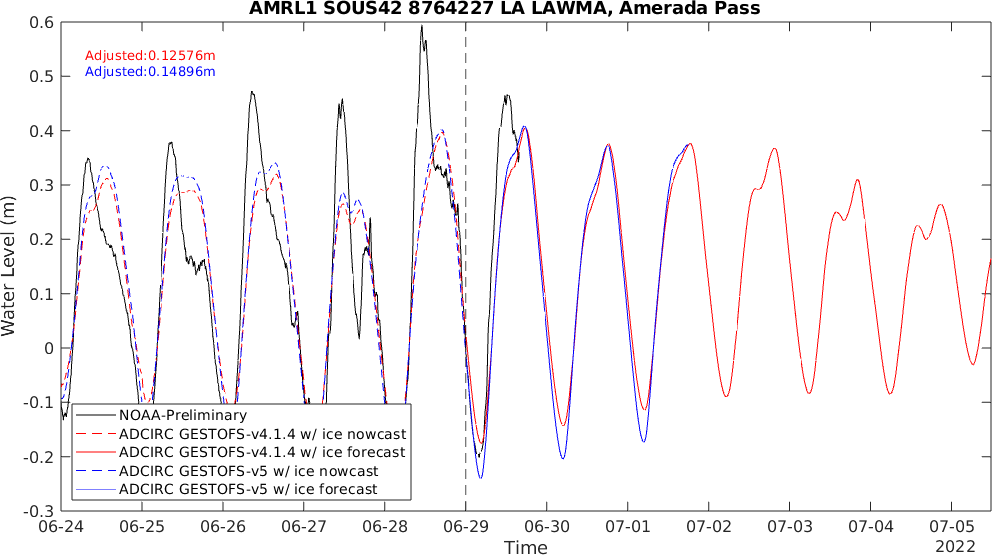 AMRL1 SOUS42 8764227 LA LAWMA, Amerada Pass
Adjusted:0.12576m
Adjusted:0.14896m
0.6
0.5
0.4
0.3
0.2
0.1
0
-0.1
-0.2
-0.3
Water Level (m)
NOAA-Preliminary
ADCIRC GESTOFS-v4.1.4 w/ ice nowcast
ADCIRC GESTOFS-v4.1.4 w/ ice forecast
ADCIRC GESTOFS-v5 w/ ice nowcast
ADCIRC GESTOFS-v5 w/ ice forecast
06-24 06-25 06-26 06-27 06-28 06-29 06-30 07-01 07-02 07-03 07-04 07-05
Time
2022